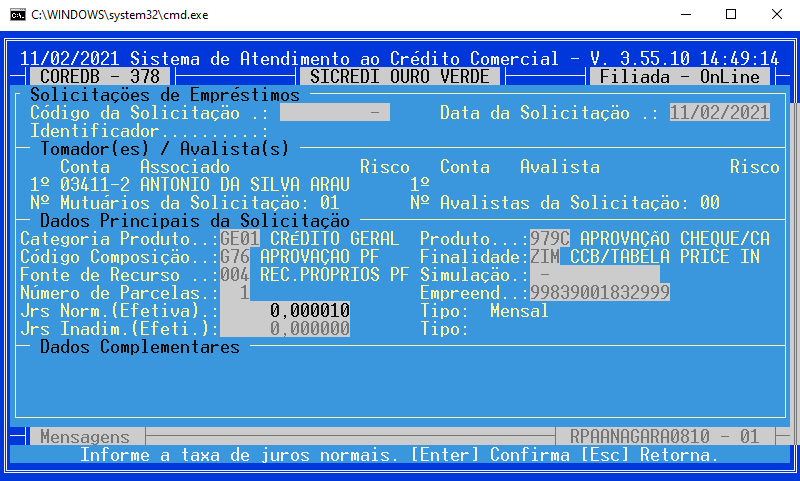 C:\WINDOWS\system32\cmd.exe
11/02/2021 Sistema de Atendimento ao Crédito Comercial - V. 3.55.10 14:49:14
COREDB - 378 SICREDI OURO VERDE Filiada - OnLine
Solicitações de Empréstimos
Código da Solicitação .: - Data da Solicitação .: 11/02/2021
Identificador..........:
Tomador(es) / Avalista(s)
Conta Associado Risco Conta Avalista Risco
1º 03411-2 ANTONIO DA SILVA ARAU 1º
Nº Mutuários da Solicitação: 01 Nº Avalistas da Solicitação: 00
Dados Principais da Solicitação
Categoria Produto..:GE01 CRÉDITO GERAL Produto...:979C APROVAÇÃO CHEQUE/CA
Código Composição..:G76 APROVAÇAO PF Finalidade:ZIM CCB/TABELA PRICE IN
Fonte de Recurso ..:004 REC.PROPRIOS PF Simulação.: -
Número de Parcelas.: 1 Empreend..:99839001832999
Jrs Norm.(Efetiva).: 0,000010 Tipo: Mensal
Jrs Inadim.(Efeti.): 0,000000 Tipo:
Dados Complementares
Mensagens RPAANAGARA0810 - 01
Informe a taxa de juros normais. [Enter] Confirma [Esc] Retorna.